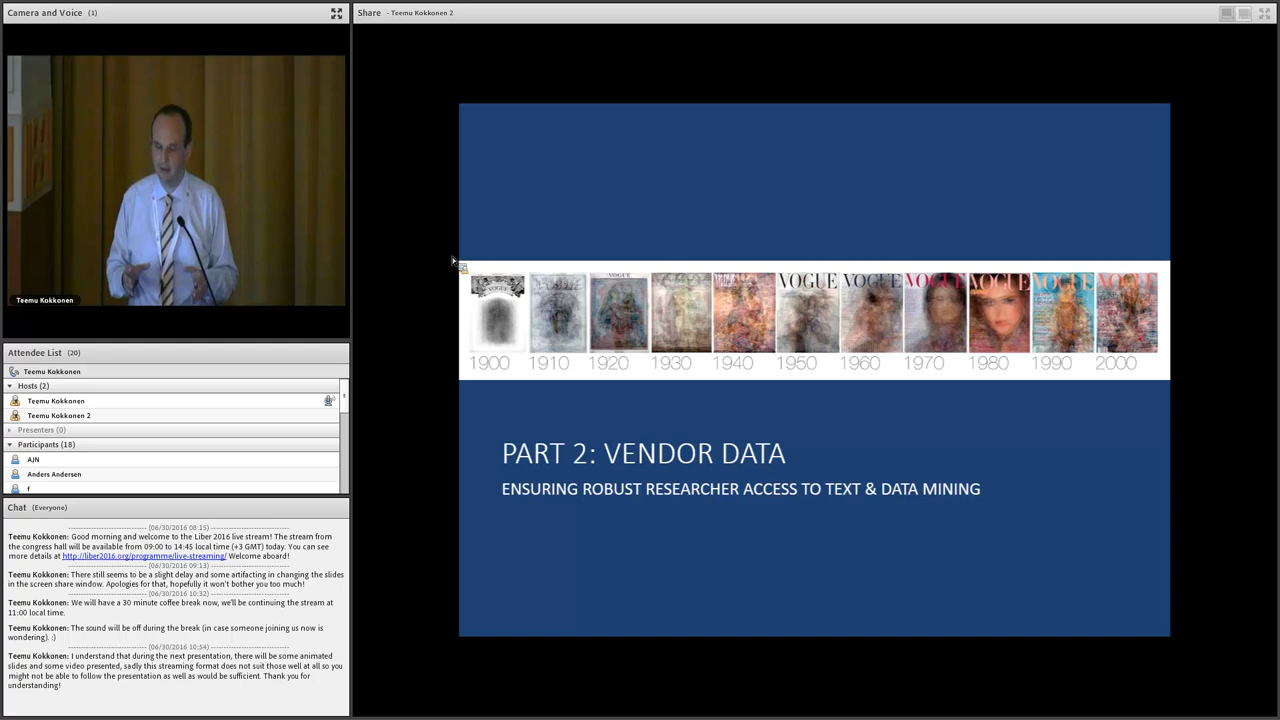 Camera and Voice (1)
Teemu Kokkonen
Attendee List (20)
Teemu Kokkonen
Hosts (2)
Teemu Kokkonen
Teemu Kokkonen 2
Presenters (0)
Participants (18)
AJN
Anders Andersen
f
Chat (Everyone)
------------------------------ (06/30/2016 08:15) ------------------------------
Teemu Kokkonen: Good morning and welcome to the Liber 2016 live stream! The stream from
the congress hall will be available from 09:00 to 14:45 local time (+3 GMT) today. You can see
more details at http://liber2016.org/programme/live-streaming/ Welcome aboard!
------------------------------ (06/30/2016 09:13) ------------------------------
Teemu Kokkonen: There still seems to be a slight delay and some artifacting in changing the slides
in the screen share window. Apologies for that, hopefully it won't bother you too much!
------------------------------ (06/30/2016 10:32) ------------------------------
Teemu Kokkonen: We will have a 30 minute coffee break now, we'll be continuing the stream at
11:00 local time.
Teemu Kokkonen: The sound will be off during the break (in case someone joining us now is
wondering). :)
------------------------------ (06/30/2016 10:54) ------------------------------
Teemu Kokkonen: I understand that during the next presentation, there will be some animated
slides and some video presented, sadly this streaming format does not suit those well at all so you
might not be able to follow the presentation as well as would be sufficient. Thank you for
understanding!
Share - Teemu Kokkonen 2
VOGUE VOGUE VOGUE VOGUE VOGUE
1900 1910 1920 1930 1940 1950 1960 1970 1980 1990 2000
PART 2: VENDOR DATA
ENSURING ROBUST RESEARCHER ACCESS TO TEXT & DATA MINING